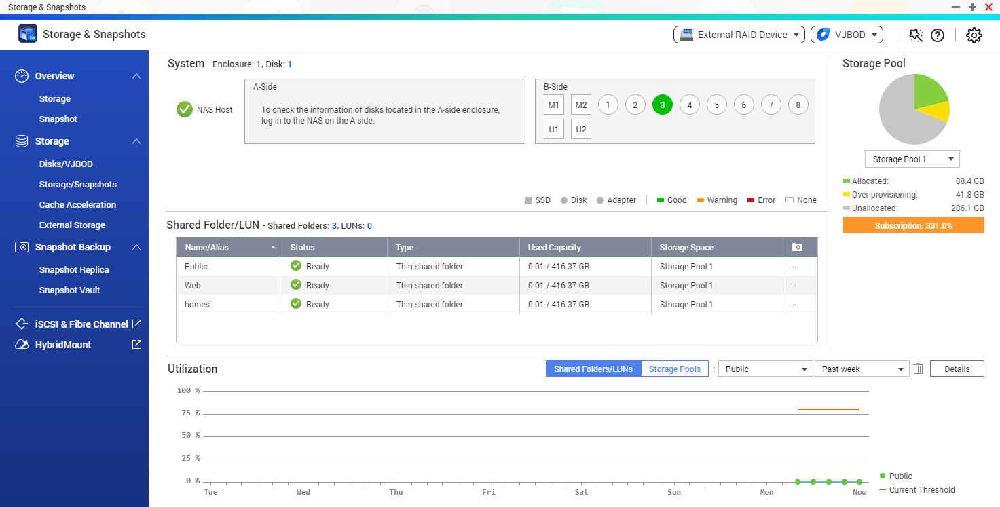 Storage & Snapshots
Storage & Snapshots
External RAID Device
VJBOD
Overview
Storage
Snapshot
Storage
Disks/VJBOD
Storage/Snapshots
Cache Acceleration
External Storage
Snapshot Backup
Snapshot Replica
Snapshot Vault
iSCSI & Fibre Channel
HybridMount
System - Enclosure: 1, Disk: 1
NAS Host
A-Side
To check the information of disks located in the A-side enclosure,
log in to the NAS on the A side.
B-Side
M1 M2 1 2 3 4 5 6 7 8
U1 U2
SSD Disk Adapter Good Warning Error None
Storage Pool
Storage Pool 1
Allocated: 88.4 GB
Over-provisioning: 41.8 GB
Unallocated: 286.1 GB
Subscription: 331.0%
Shared Folder/LUN - Shared Folders: 3, LUNs: 0
Name/Alias Status Type Used Capacity Storage Space
Public Ready Thin shared folder 0.01 / 416.37 GB Storage Pool 1 --
Web Ready Thin shared folder 0.01 / 416.37 GB Storage Pool 1 --
homes Ready Thin shared folder 0.01 / 416.37 GB Storage Pool 1 --
Utilization
Shared Folders/LUNs Storage Pools : Public Past week Details
100 %
75 %
50 %
25 %
0 %
Tue Wed Thu Fri Sat Sun Mon Now
Public
Current Threshold